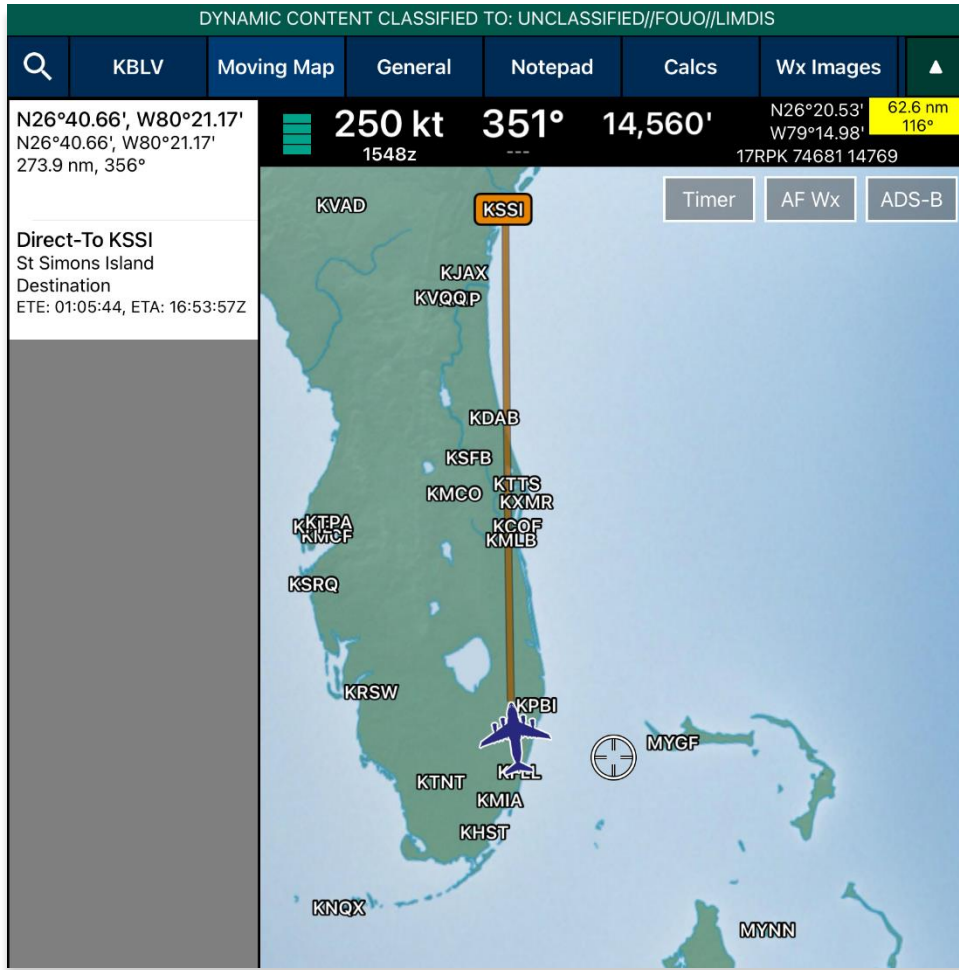 DYNAMIC CONTENT CLASSIFIED TO: UNCLASSIFIED//FOUO//LIMDIS
KBLV Moving Map General Notepad Calcs Wx Images
N26°40.66', W80°21.17'
N26°40.66', W80°21.17'
273.9 nm, 356°
Direct-To KSSI
St Simons Island
Destination
ETE: 01:05:44, ETA: 16:53:57Z
250 kt 351° 14,560'
1548z ---
N26°20.53'
W79°14.98'
17RPK 74681 14769
62.6 nm
116°
Timer AF Wx ADS-B
KVAD
KSSI
KJAX
KDAB
KSFB
KMCO
KTTS
KXMR
KTPA
KMCF
KCOF
KMLB
KSRQ
KRSW
KPBI
MYGF
KTNT
KMIA
KHST
KNQX
MYNN